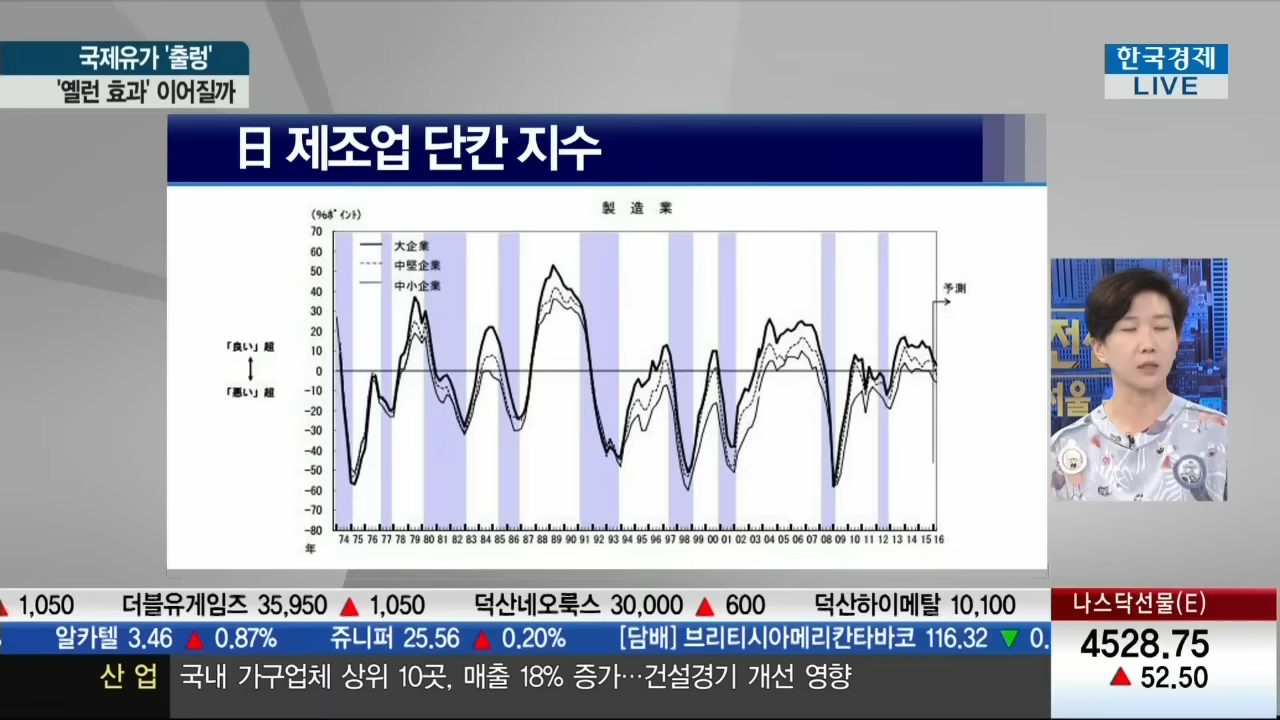 국제유가 '출렁'
'옐런 효과' 이어질까
한국경제
LIVE
日 제조업 단칸 지수
製 造 業
(%ポイント)
70
60
50
40
30
20
10
0
-10
-20
-30
-40
-50
-60
-70
-80
大企業
中堅企業
中小企業
「良い」超
「悪い」超
予測
74 75 76 77 78 79 80 81 82 83 84 85 86 87 88 89 90 91 92 93 94 95 96 97 98 99 00 01 02 03 04 05 06 07 08 09 10 11 12 13 14 15 16
年
전
서울
▲ 1,050 더블유게임즈 35,950 ▲ 1,050 덕산네오룩스 30,000 ▲ 600 덕산하이메탈 10,100
알카텔 3.46 ▲ 0.87% 쥬니퍼 25.56 ▲ 0.20% [담배] 브리티시아메리칸타바코 116.32 ▼ 0.
산 업 국내 가구업체 상위 10곳, 매출 18% 증가…건설경기 개선 영향
나스닥선물(E)
4528.75
▲ 52.50